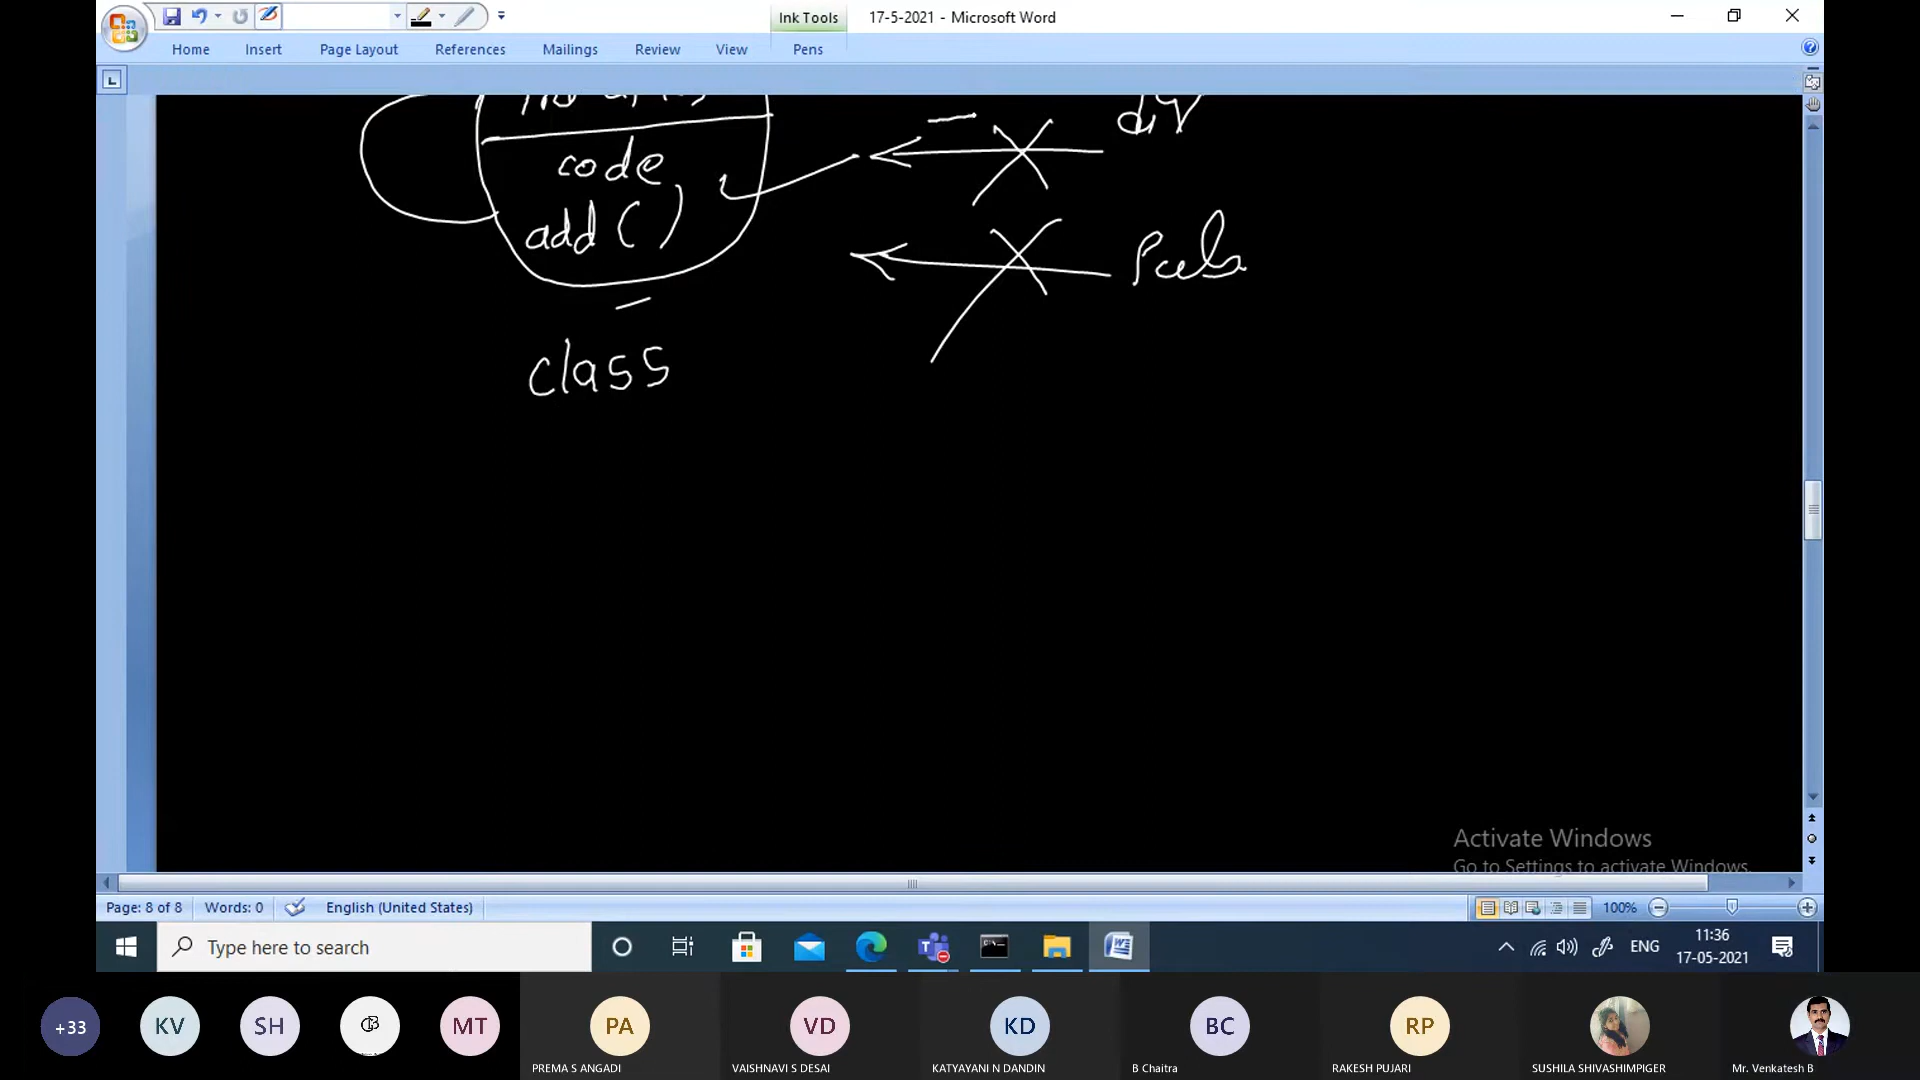 Ink Tools
17-5-2021 - Microsoft Word
Home Insert Page Layout References Mailings Review View Pens
div
code
add()
class
Activate Windows
Go to Settings to activate Windows.
Page: 8 of 8 Words: 0 English (United States) 100%
Type here to search
ENG
11:36
17-05-2021
+33 KV SH MT PA VD KD BC RP
PREMA S ANGADI VAISHNAVI S DESAI KATYAYANI N DANDIN B Chaitra RAKESH PUJARI SUSHILA SHIVASHIMPIGER Mr. Venkatesh B